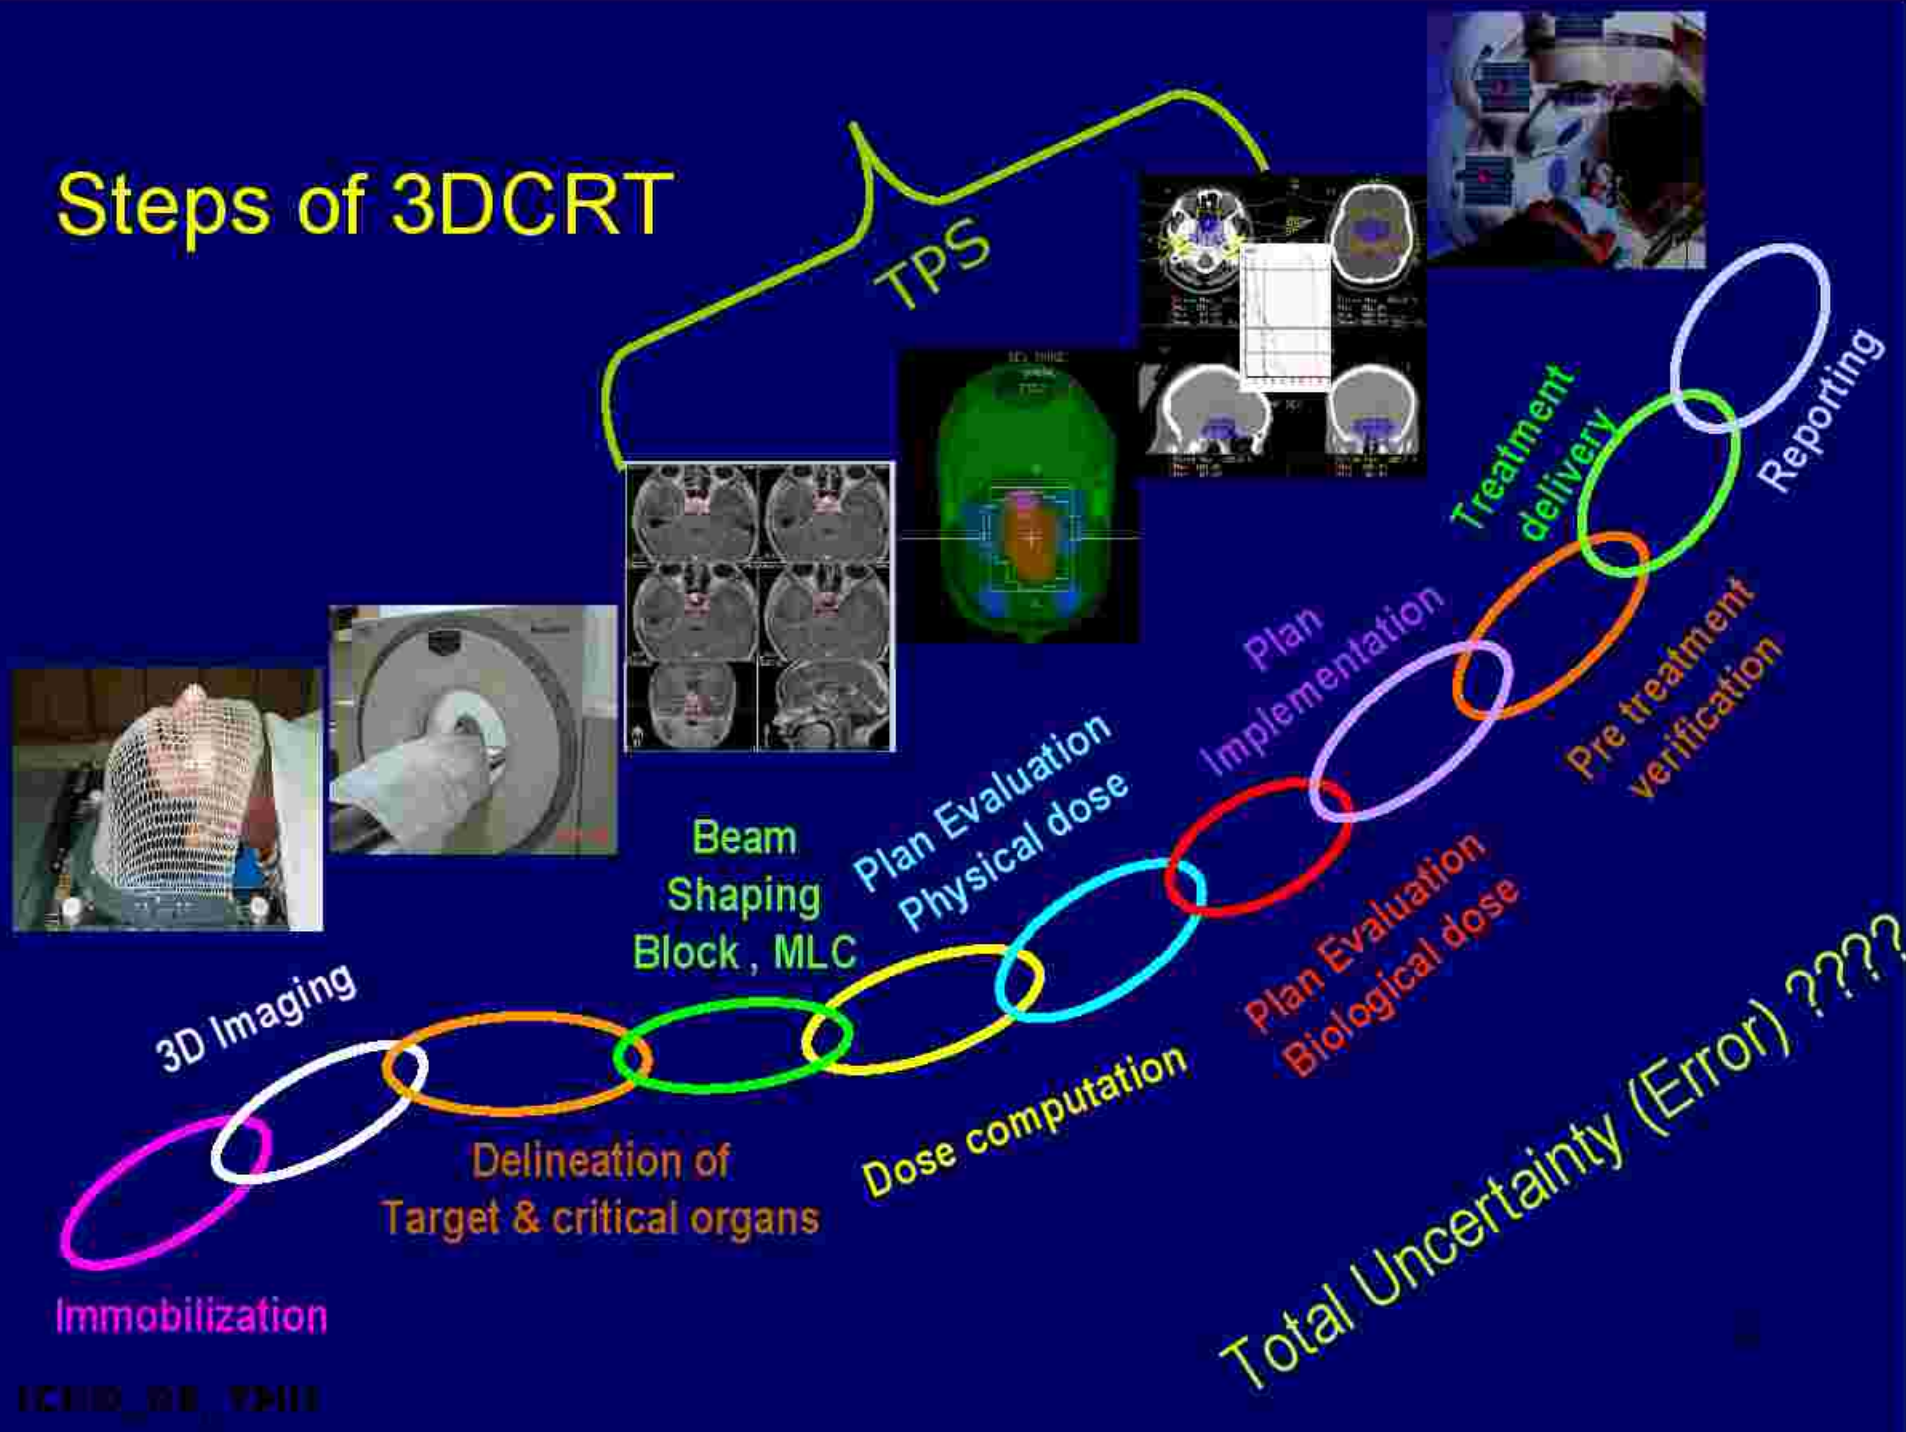 Steps of 3DCRT
TPS
Immobilization
3D Imaging
Delineation of
Target & critical organs
Beam
Shaping
Block , MLC
Dose computation
Plan Evaluation
Physical dose
Plan Evaluation
Biological dose
Plan
Implementation
Pre treatment
verification
Treatment
delivery
Reporting
Total Uncertainty (Error) ????